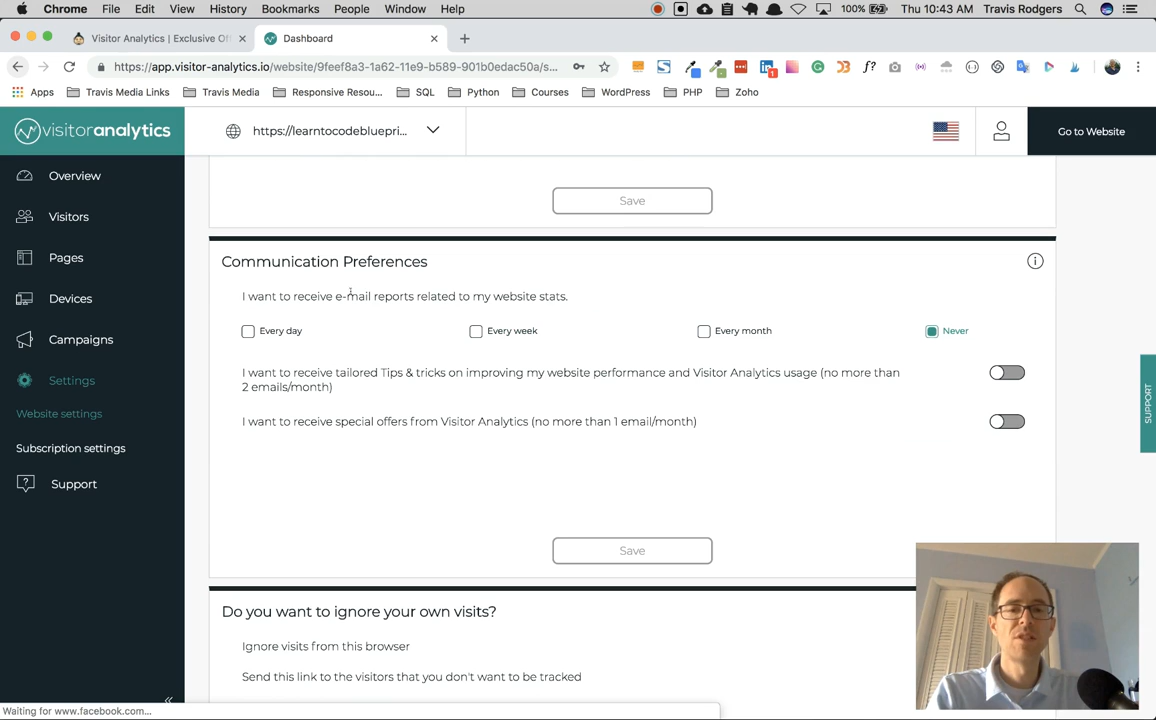 Chrome File Edit View History Bookmarks People Window Help 100% Thu 10:43 AM Travis Rodgers
Visitor Analytics | Exclusive Of Dashboard
https://app.visitor-analytics.io/website/9feef8a3-1a62-11e9-b589-901b0edac50a/s... f? 1
Apps Travis Media Links Travis Media Responsive Resou... SQL Python Courses WordPress PHP Zoho
visitoranalytics https://learntocodebluepri... Go to Website
Overview
Visitors
Pages
Devices
Campaigns
Settings
Website settings
Subscription settings
Support
Save
Communication Preferences
I want to receive e-mail reports related to my website stats.
Every day Every week Every month Never
I want to receive tailored Tips & tricks on improving my website performance and Visitor Analytics usage (no more than
2 emails/month)
I want to receive special offers from Visitor Analytics (no more than 1 email/month)
Save
Do you want to ignore your own visits?
Ignore visits from this browser
Send this link to the visitors that you don't want to be tracked
SUPPORT
Waiting for www.facebook.com...